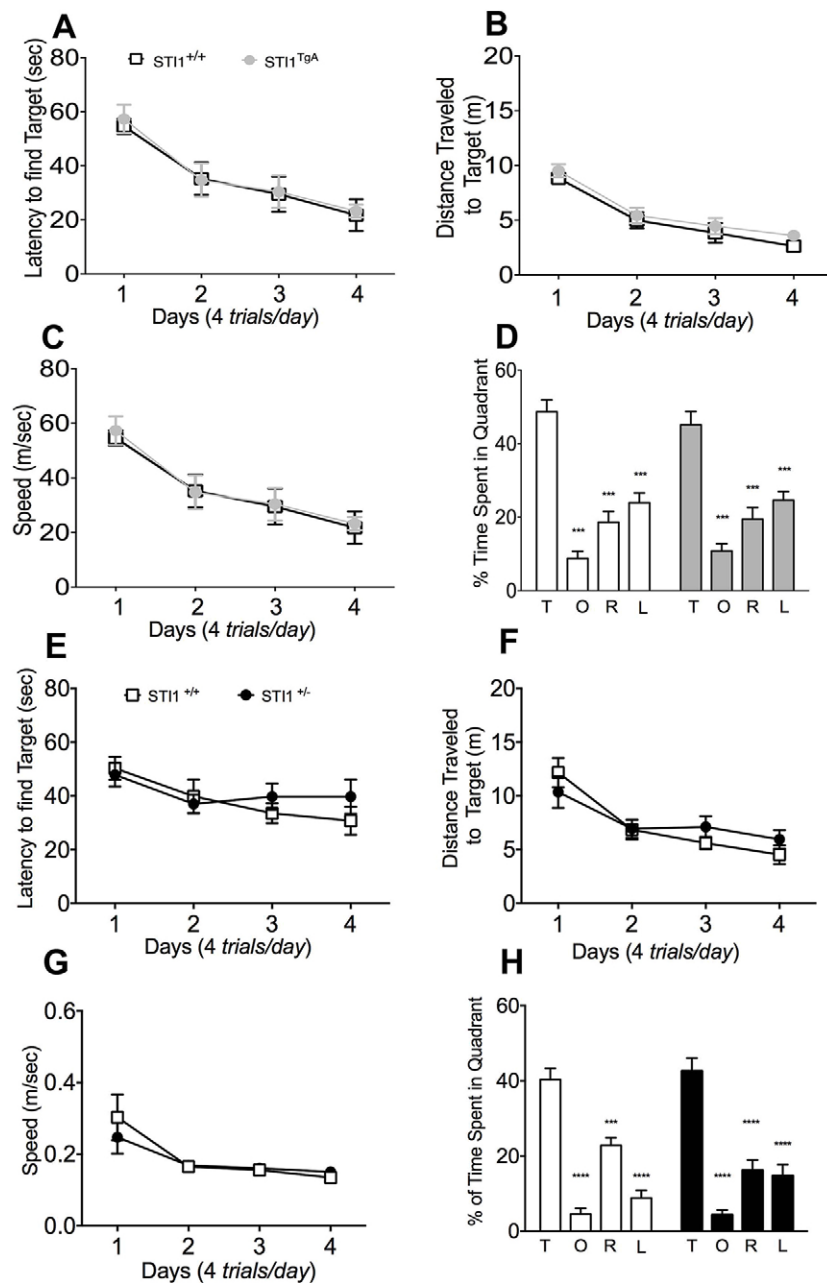 A
STI1+/+ STI1TgA
Latency to find Target (sec)
80
60
40
20
0
1 2 3 4
Days (4 trials/day)
B
Distance Traveled
to Target (m)
20
15
10
5
0
1 2 3 4
Days (4 trials/day)
C
Speed (m/sec)
80
60
40
20
0
1 2 3 4
Days (4 trials/day)
D
% Time Spent in Quadrant
60
40
20
0
*** *** *** *** *** ***
T O R L T O R L
E
STI1 +/+ STI1 +/-
Latency to find Target (sec)
80
60
40
20
0
1 2 3 4
Days (4 trials/day)
F
Distance Traveled
to Target (m)
20
15
10
5
0
1 2 3 4
Days (4 trials/day)
G
Speed (m/sec)
0.6
0.4
0.2
0.0
1 2 3 4
Days (4 trials/day)
H
% of Time Spent in Quadrant
60
40
20
0
**** *** **** **** **** ****
T O R L T O R L